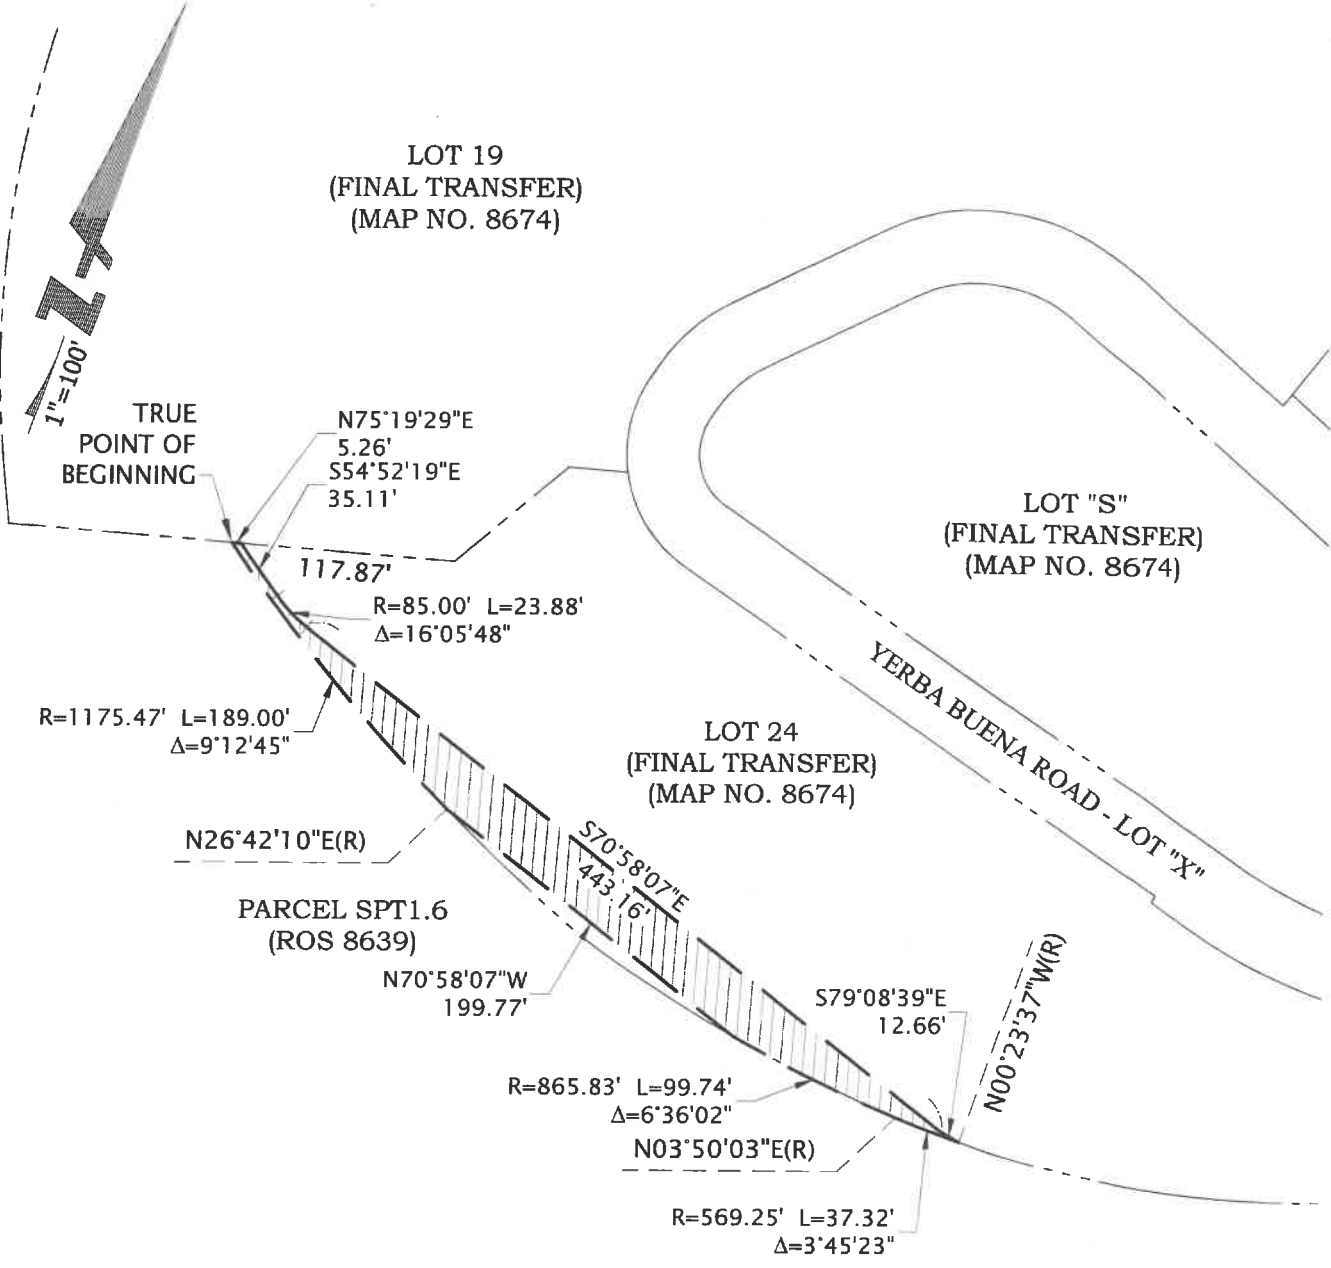 LOT 19
(FINAL TRANSFER)
(MAP NO. 8674)
N
1"=100'
TRUE
POINT OF
BEGINNING
N75°19'29"E
5.26'
S54°52'19"E
35.11'
117.87'
R=85.00' L=23.88'
Δ=16°05'48"
LOT "S"
(FINAL TRANSFER)
(MAP NO. 8674)
YERBA BUENA ROAD - LOT "X"
R=1175.47' L=189.00'
Δ=9°12'45"
LOT 24
(FINAL TRANSFER)
(MAP NO. 8674)
N26°42'10"E(R)
S70°58'07"E
443.16'
PARCEL SPT1.6
(ROS 8639)
N70°58'07"W
199.77'
S79°08'39"E
12.66'
N00°23'37"W(R)
R=865.83' L=99.74'
Δ=6°36'02"
N03°50'03"E(R)
R=569.25' L=37.32'
Δ=3°45'23"